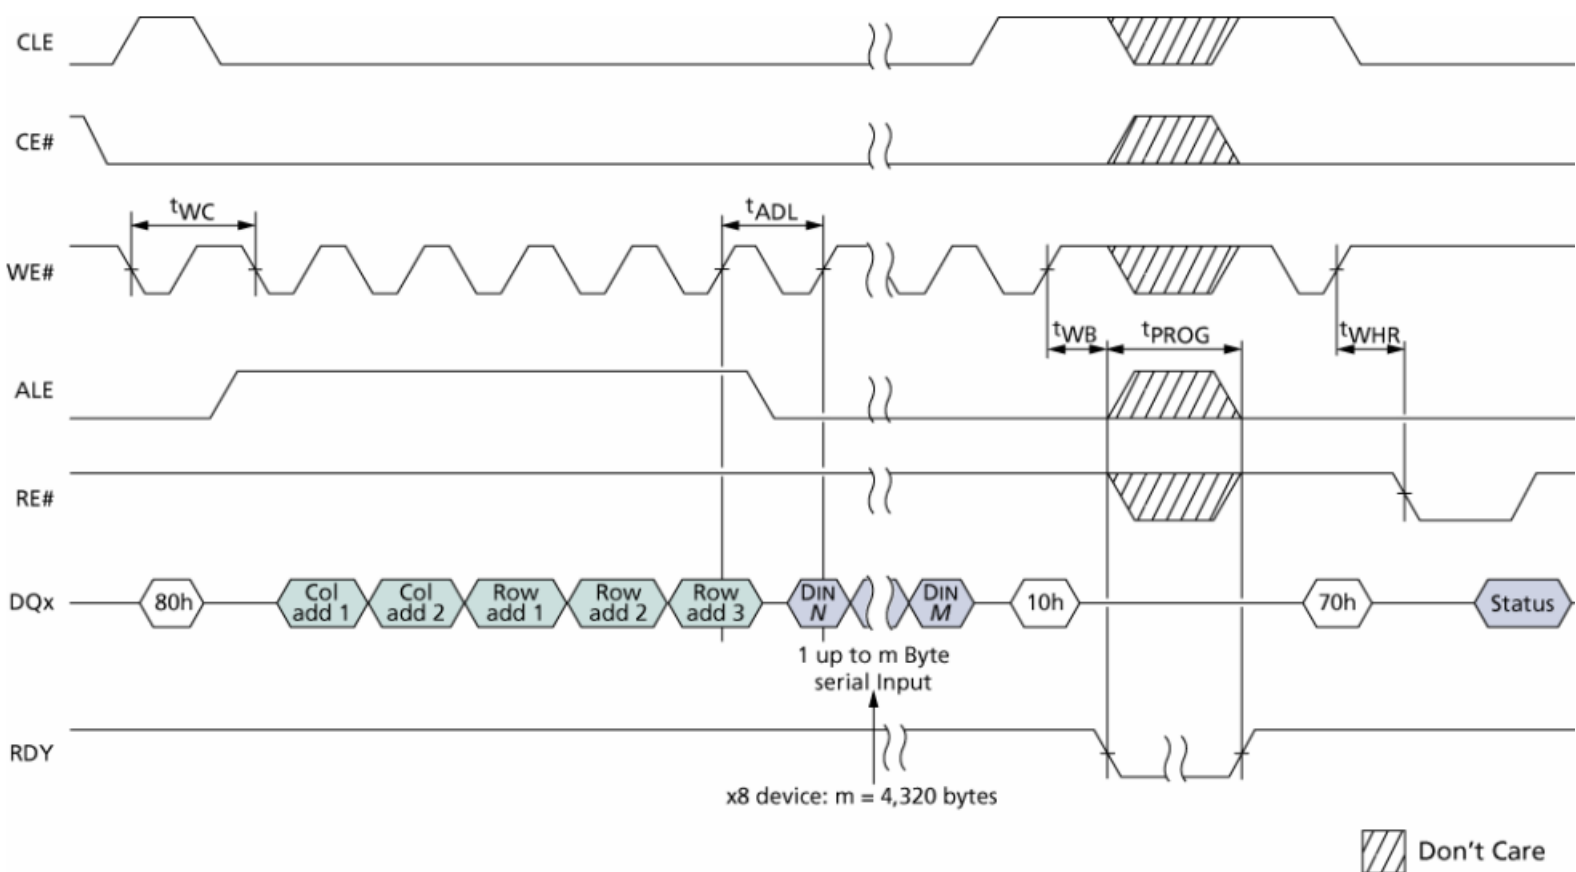 CLE
CE#
tWC
tADL
WE#
tWB
tPROG
tWHR
ALE
RE#
DQx
80h
Col
add 1
Col
add 2
Row
add 1
Row
add 2
Row
add 3
DIN
N
DIN
M
10h
70h
Status
1 up to m Byte
serial Input
RDY
x8 device: m = 4,320 bytes
Don't Care